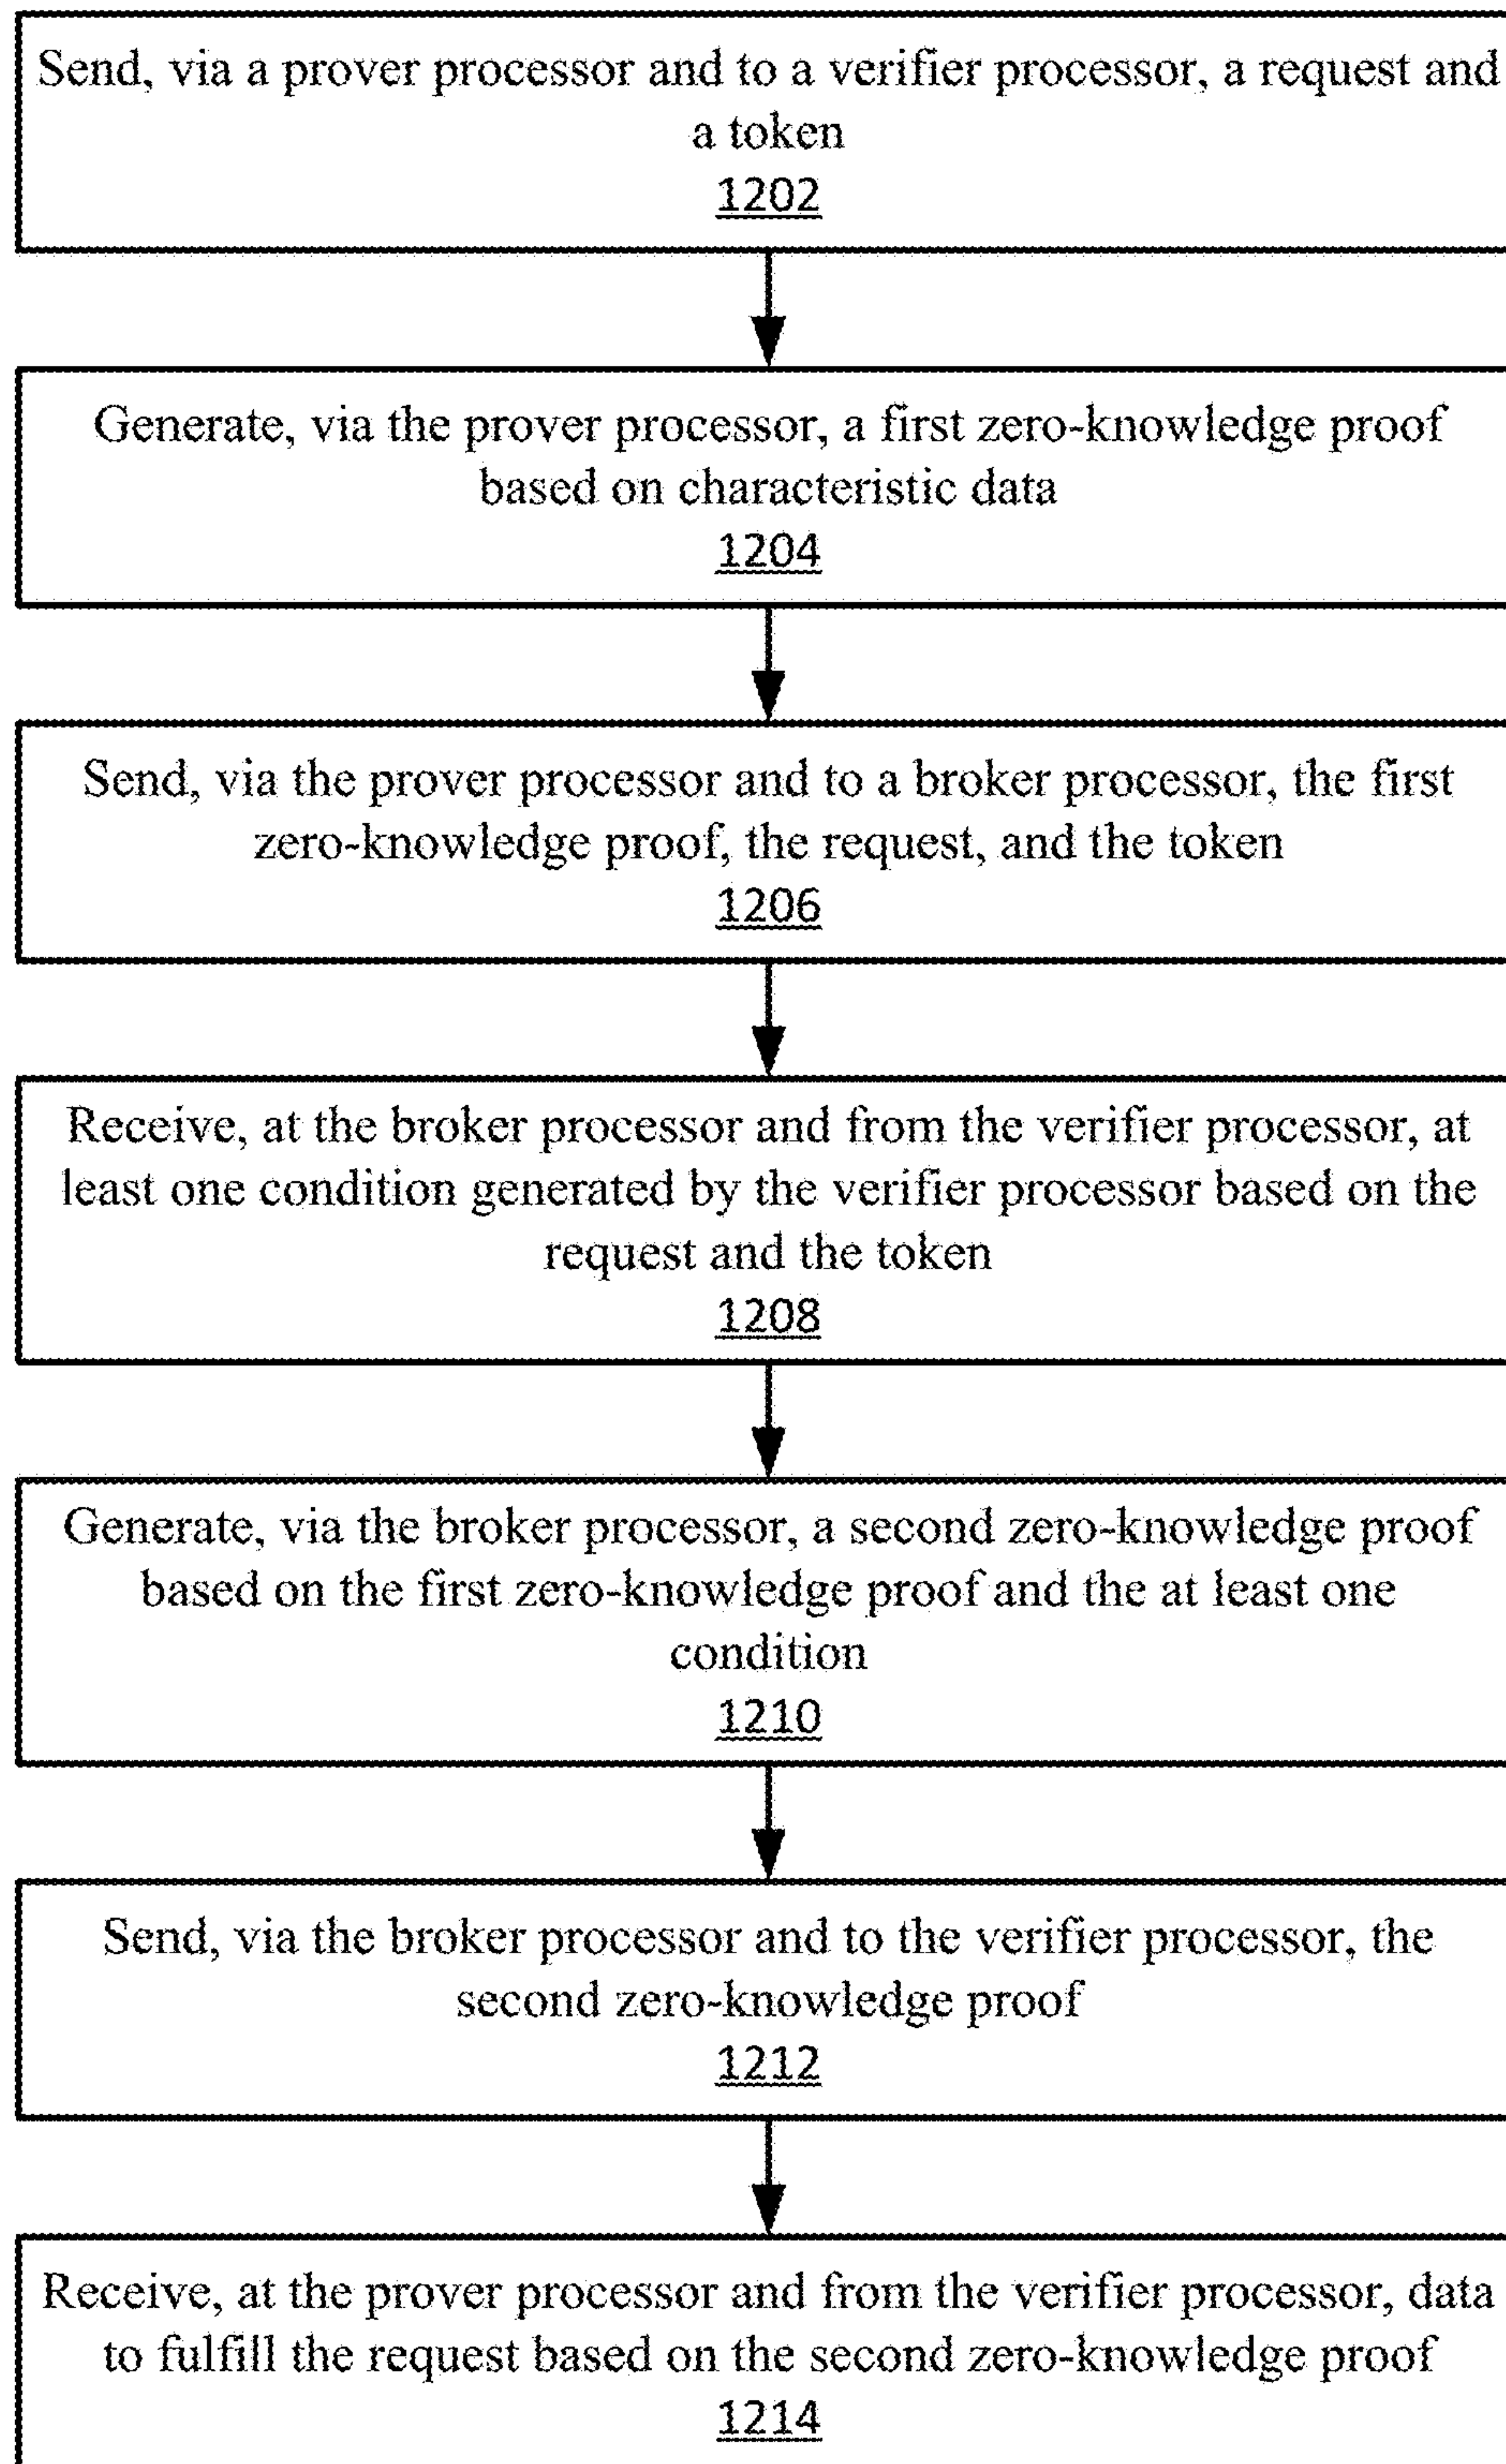 Send, via a prover processor and to a verifier processor, a request and
a token
1202
Generate, via the prover processor, a first zero-knowledge proof
based on characteristic data
1204
Send, via the prover processor and to a broker processor, the first
zero-knowledge proof, the request, and the token
1206
Receive, at the broker processor and from the verifier processor, at
least one condition generated by the verifier processor based on the
request and the token
1208
Generate, via the broker processor, a second zero-knowledge proof
based on the first zero-knowledge proof and the at least one
condition
1210
Send, via the broker processor and to the verifier processor, the
second zero-knowledge proof
1212
Receive, at the prover processor and from the verifier processor, data
to fulfill the request based on the second zero-knowledge proof
1214